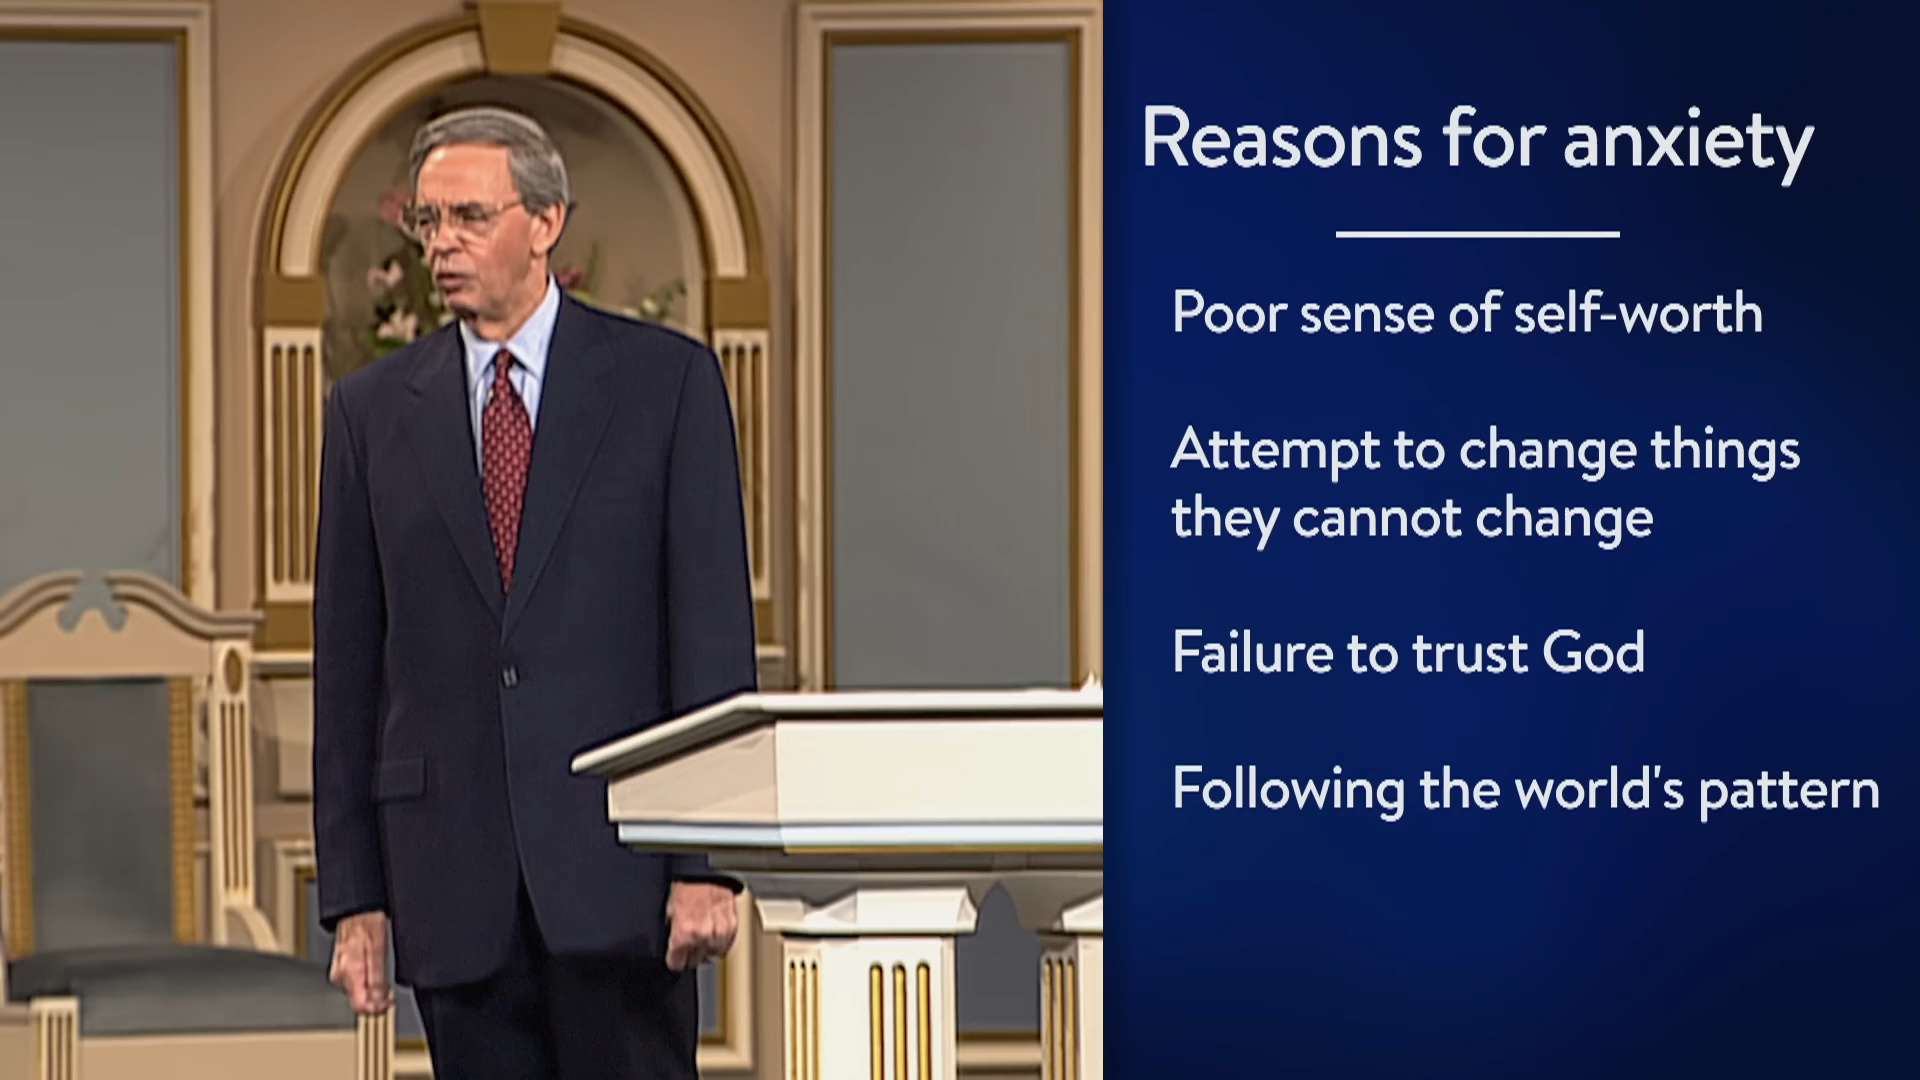 Reasons for anxiety
Poor sense of self-worth
Attempt to change things
they cannot change
Failure to trust God
Following the world's pattern